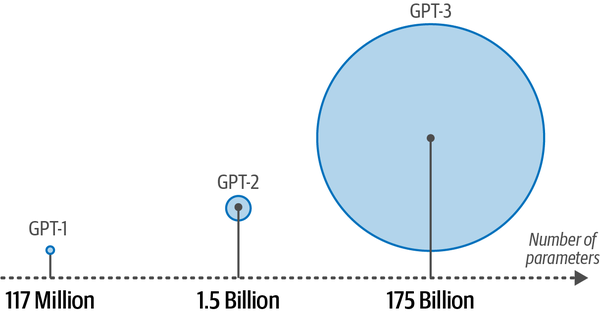 GPT-3
GPT-2
GPT-1
Number of
parameters
117 Million
1.5 Billion
175 Billion